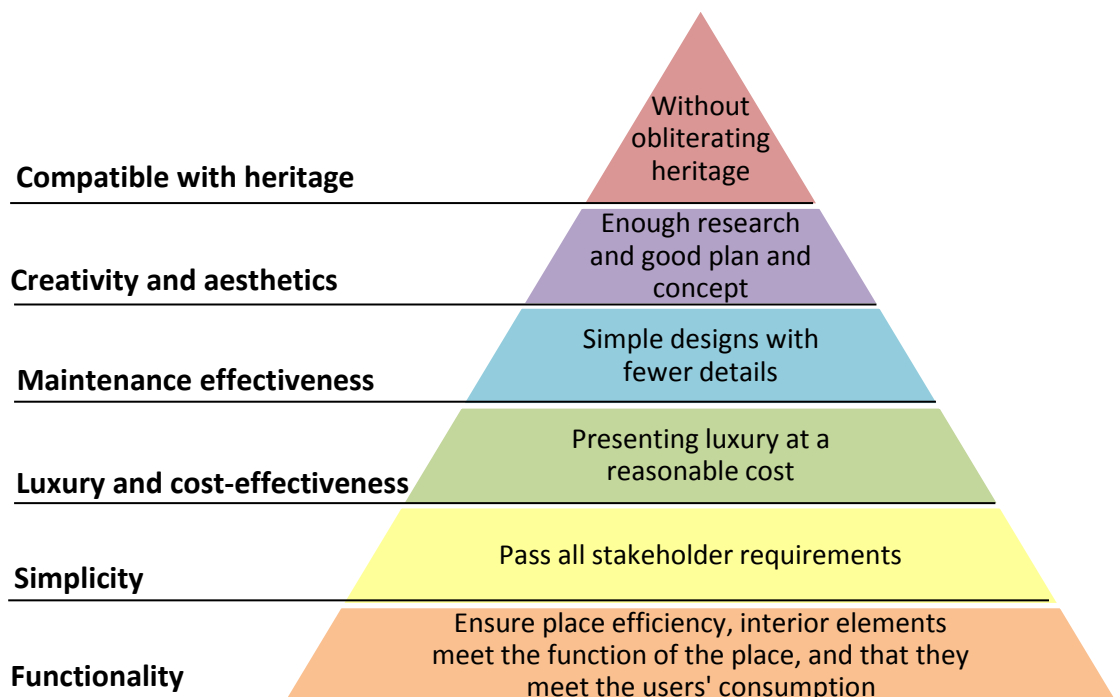 Without
obliterating
heritage
Compatible with heritage
Enough research
and good plan and
concept
Creativity and aesthetics
Simple designs with
fewer details
Maintenance effectiveness
Presenting luxury at a
reasonable cost
Luxury and cost-effectiveness
Pass all stakeholder requirements
Simplicity
Ensure place efficiency, interior elements
meet the function of the place, and that they
meet the users' consumption
Functionality